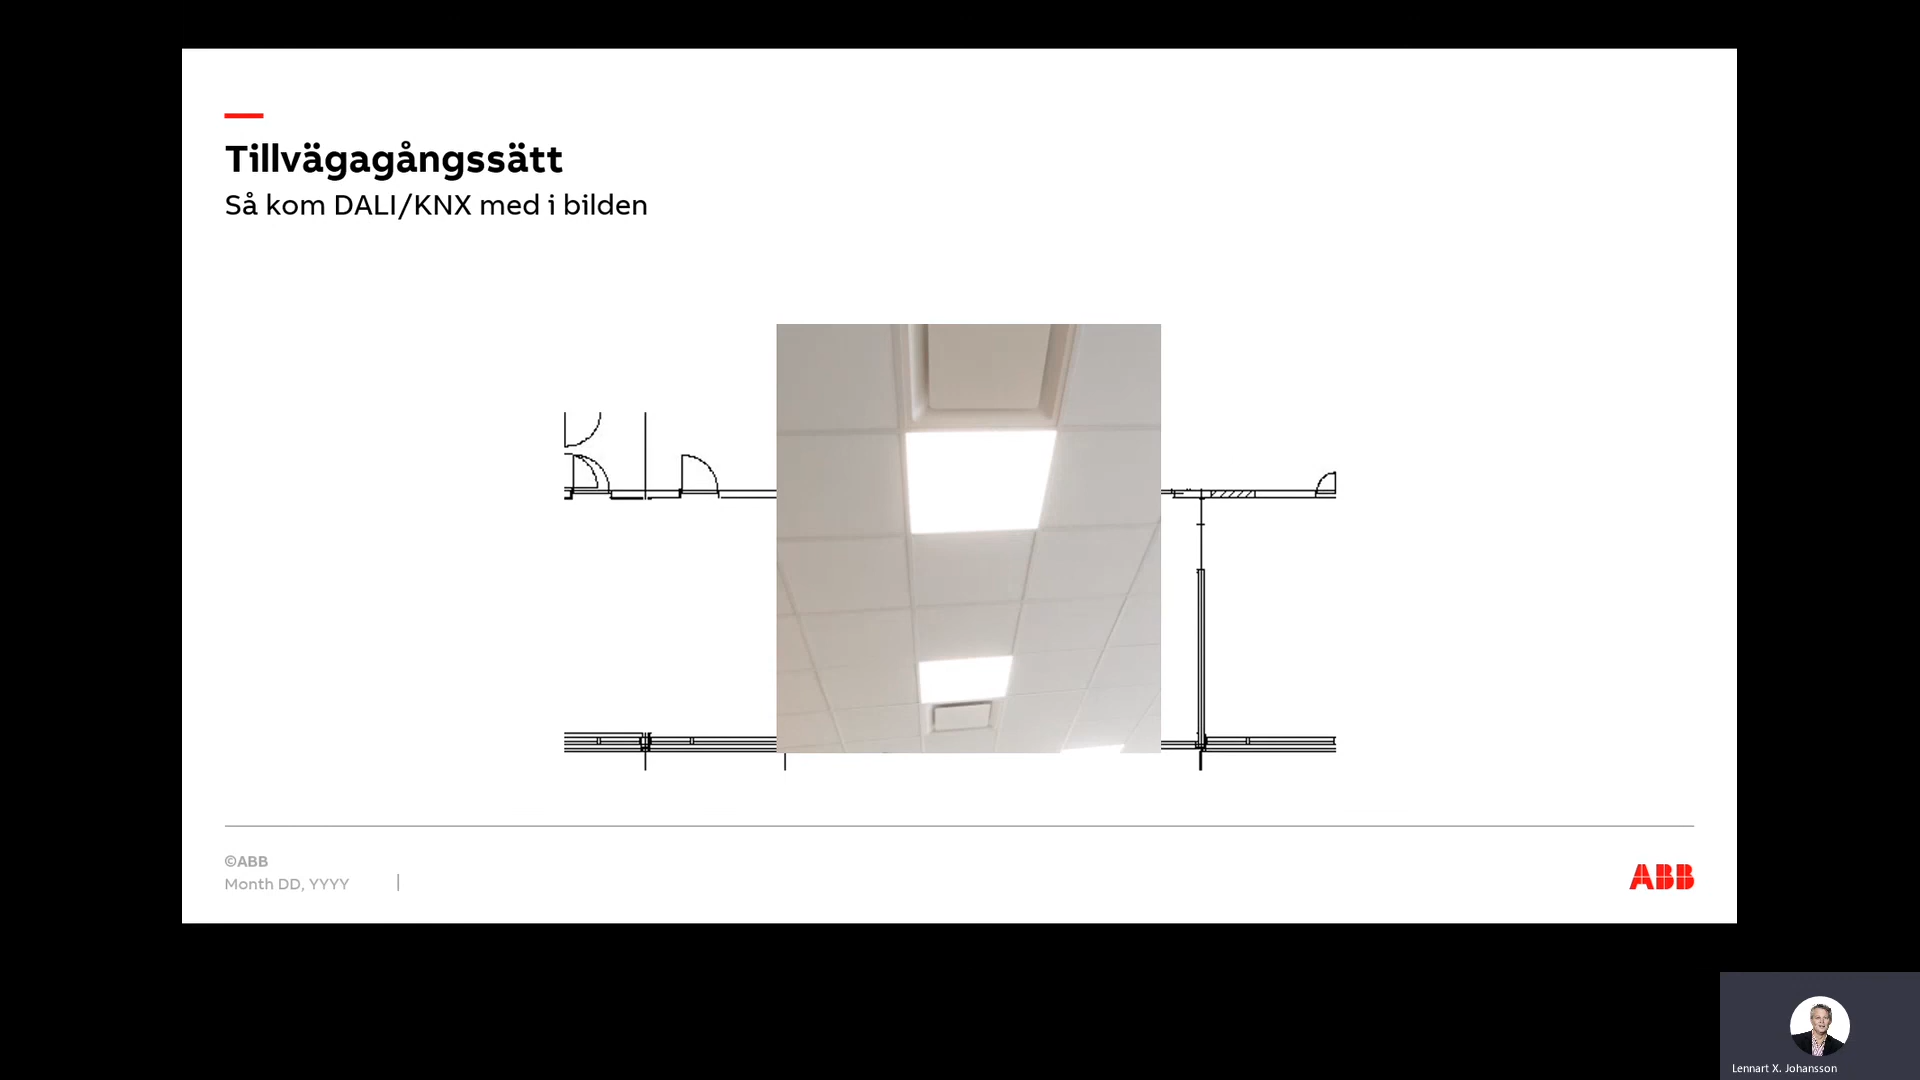 Tillvägagångssätt
Så kom DALI/KNX med i bilden
©ABB
Month DD, YYYY |
ABB
Lennart X. Johansson